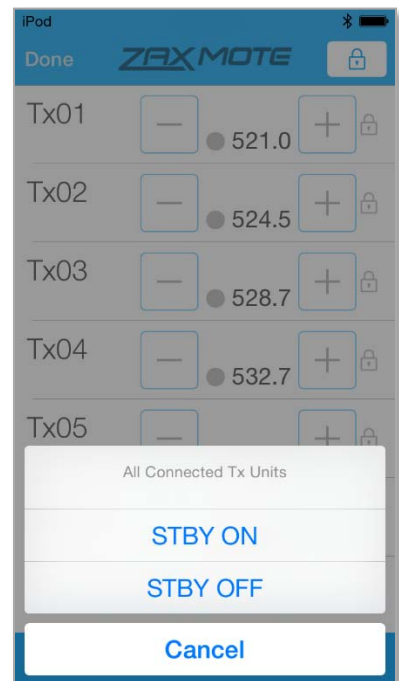 iPod
Done ZAXMOTE
Tx01
521.0
Tx02
524.5
Tx03
528.7
Tx04
532.7
Tx05
All Connected Tx Units
STBY ON
STBY OFF
Cancel